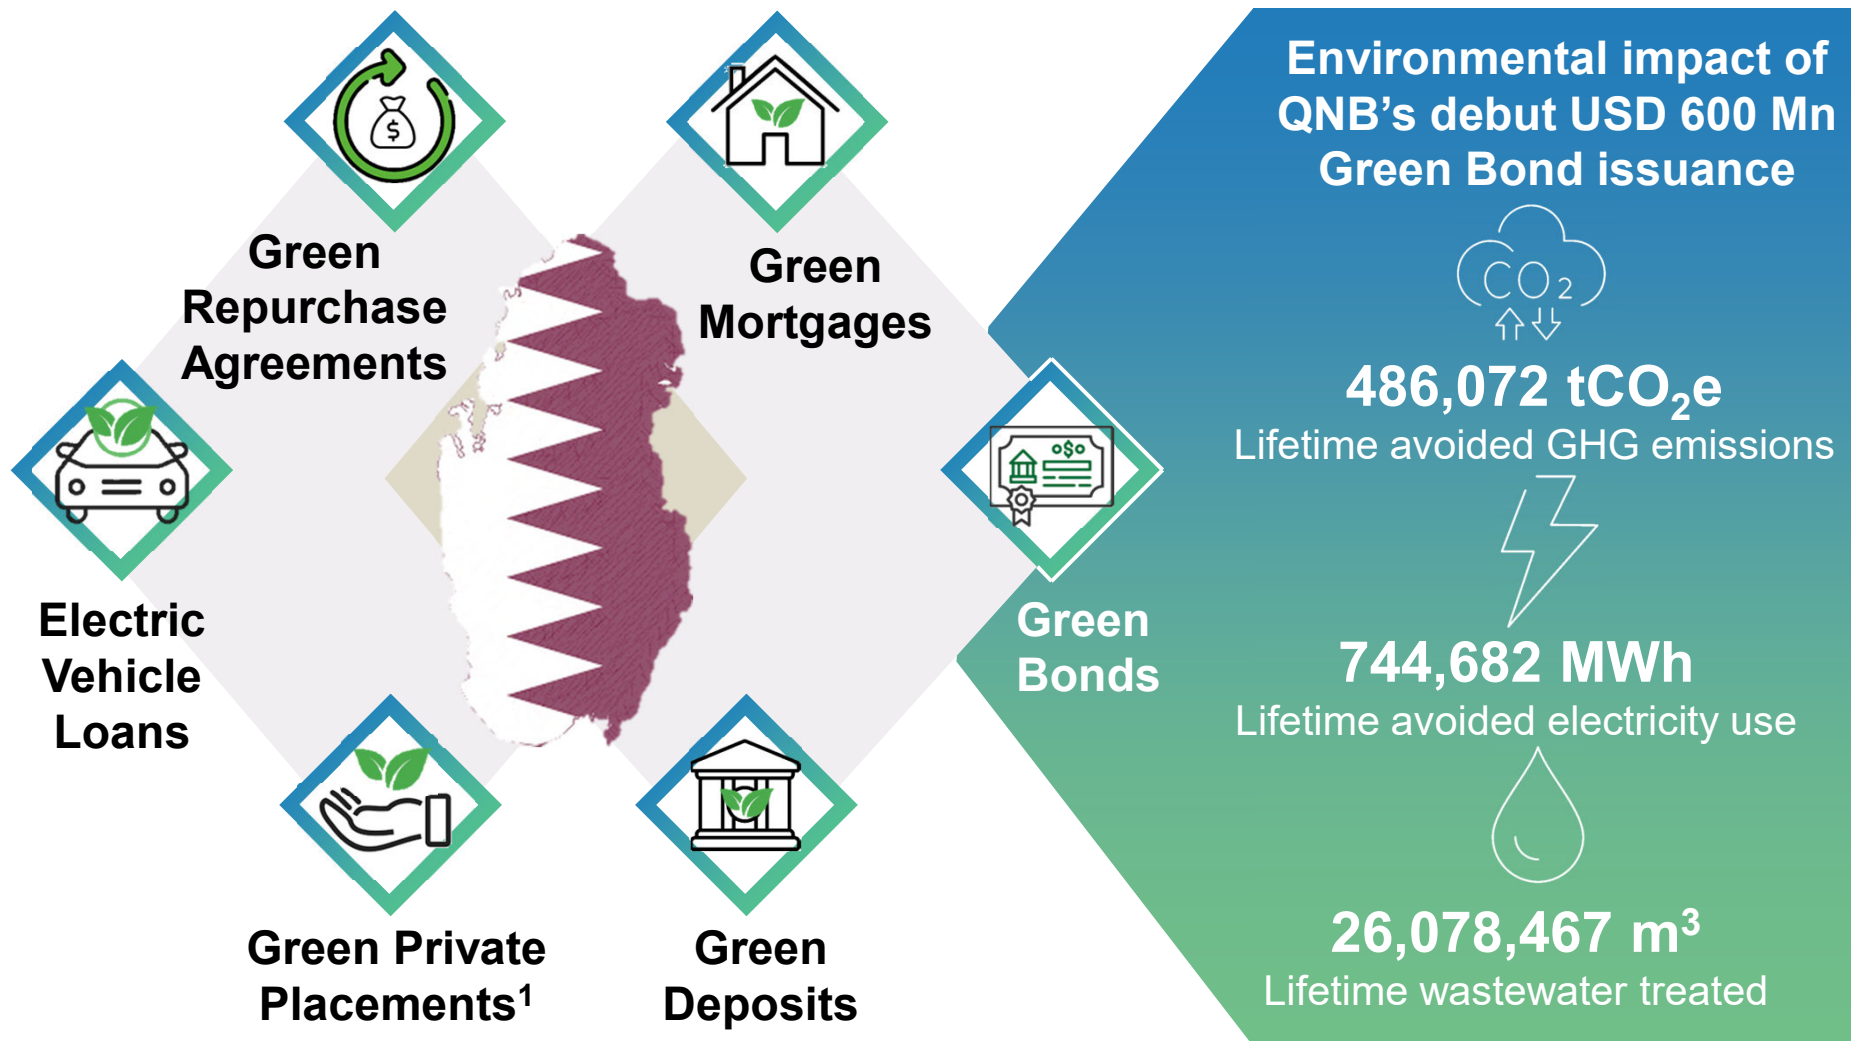 Green
Repurchase
Agreements
Green
Mortgages
Electric
Vehicle
Loans
Green
Bonds
Green Private
Placements¹
Green
Deposits
$
$
Environmental impact of
QNB's debut USD 600 Mn
Green Bond issuance
CO₂
486,072 tCO₂e
Lifetime avoided GHG emissions
744,682 MWh
Lifetime avoided electricity use
26,078,467 m³
Lifetime wastewater treated